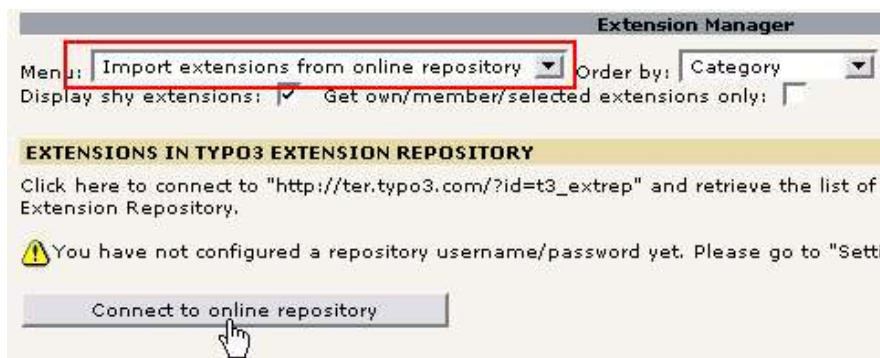 Extension Manager
Menu: Import extensions from online repository Order by: Category
Display shy extensions: Get own/member/selected extensions only:
EXTENSIONS IN TYPO3 EXTENSION REPOSITORY
Click here to connect to "http://ter.typo3.com/?id=t3_extrep" and retrieve the list of
Extension Repository.
You have not configured a repository username/password yet. Please go to "Setti
Connect to online repository